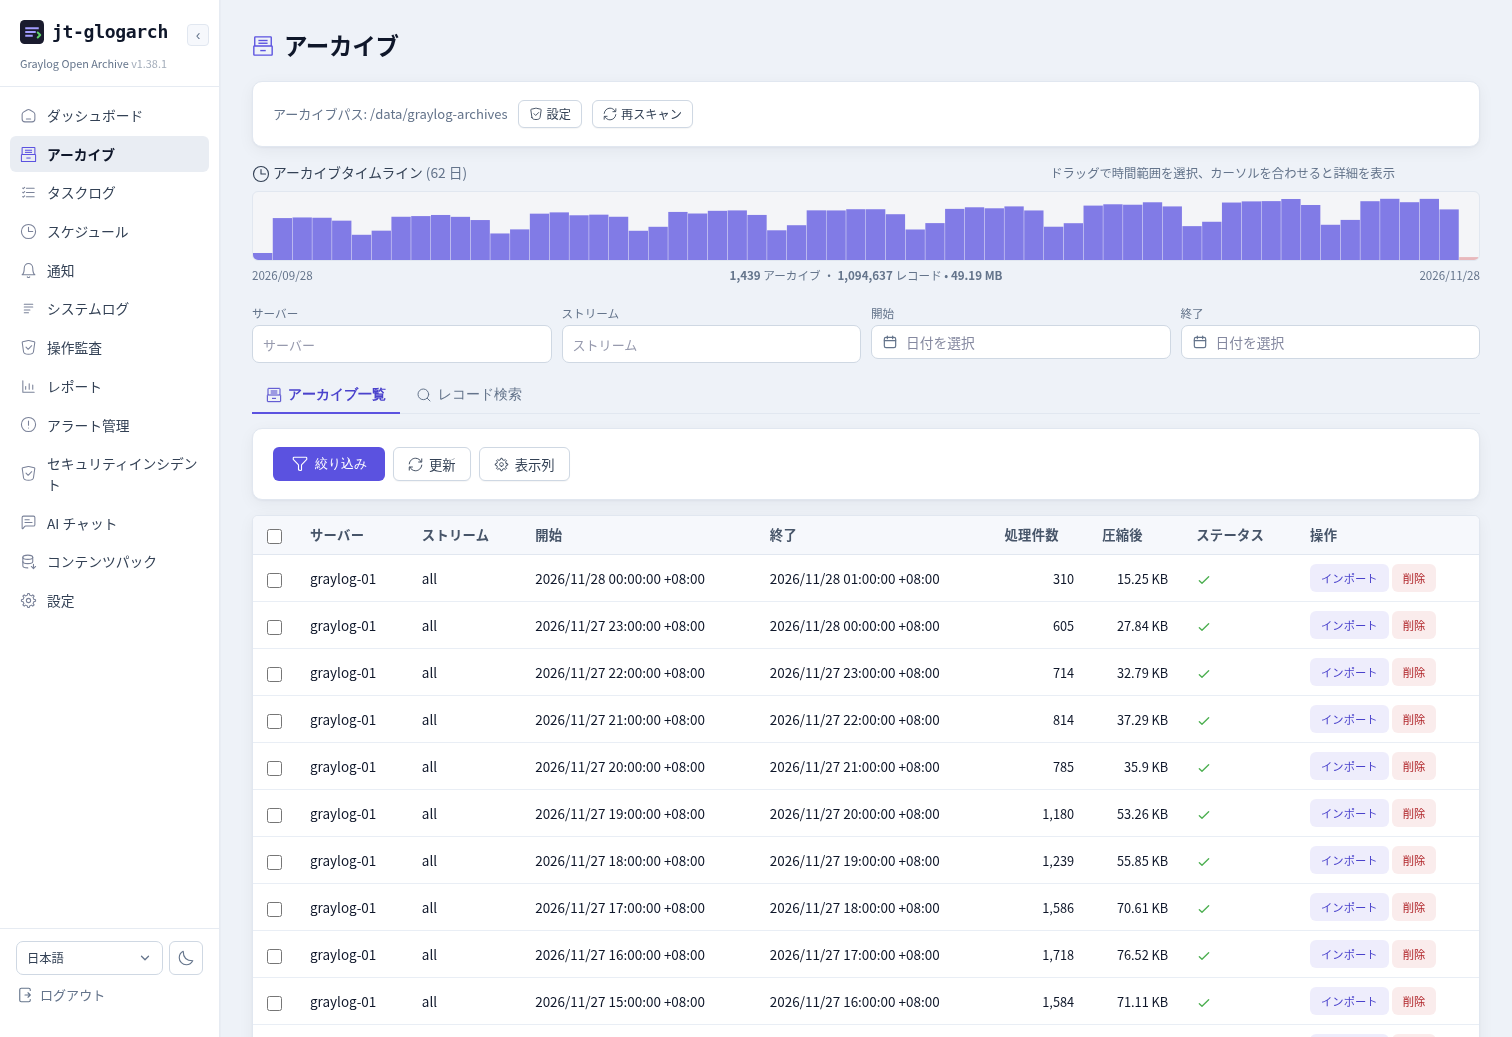 jt-glogarch
‹
Graylog Open Archive v1.38.1
ダッシュボード
アーカイブ
タスクログ
スケジュール
通知
システムログ
操作監査
レポート
アラート管理
セキュリティインシデン
ト
AI チャット
コンテンツパック
設定
日本語
ログアウト
アーカイブ
アーカイブパス: /data/graylog-archives 設定 再スキャン
アーカイブタイムライン (62 日) ドラッグで時間範囲を選択、カーソルを合わせると詳細を表示
2026/09/28 1,439 アーカイブ ・ 1,094,637 レコード • 49.19 MB 2026/11/28
サーバー ストリーム 開始 終了
サーバー ストリーム 日付を選択 日付を選択
アーカイブ一覧 レコード検索
絞り込み 更新 表示列
サーバー ストリーム 開始 終了 処理件数 圧縮後 ステータス 操作
graylog-01 all 2026/11/28 00:00:00 +08:00 2026/11/28 01:00:00 +08:00 310 15.25 KB ✓ インポート 削除
graylog-01 all 2026/11/27 23:00:00 +08:00 2026/11/28 00:00:00 +08:00 605 27.84 KB ✓ インポート 削除
graylog-01 all 2026/11/27 22:00:00 +08:00 2026/11/27 23:00:00 +08:00 714 32.79 KB ✓ インポート 削除
graylog-01 all 2026/11/27 21:00:00 +08:00 2026/11/27 22:00:00 +08:00 814 37.29 KB ✓ インポート 削除
graylog-01 all 2026/11/27 20:00:00 +08:00 2026/11/27 21:00:00 +08:00 785 35.9 KB ✓ インポート 削除
graylog-01 all 2026/11/27 19:00:00 +08:00 2026/11/27 20:00:00 +08:00 1,180 53.26 KB ✓ インポート 削除
graylog-01 all 2026/11/27 18:00:00 +08:00 2026/11/27 19:00:00 +08:00 1,239 55.85 KB ✓ インポート 削除
graylog-01 all 2026/11/27 17:00:00 +08:00 2026/11/27 18:00:00 +08:00 1,586 70.61 KB ✓ インポート 削除
graylog-01 all 2026/11/27 16:00:00 +08:00 2026/11/27 17:00:00 +08:00 1,718 76.52 KB ✓ インポート 削除
graylog-01 all 2026/11/27 15:00:00 +08:00 2026/11/27 16:00:00 +08:00 1,584 71.11 KB ✓ インポート 削除